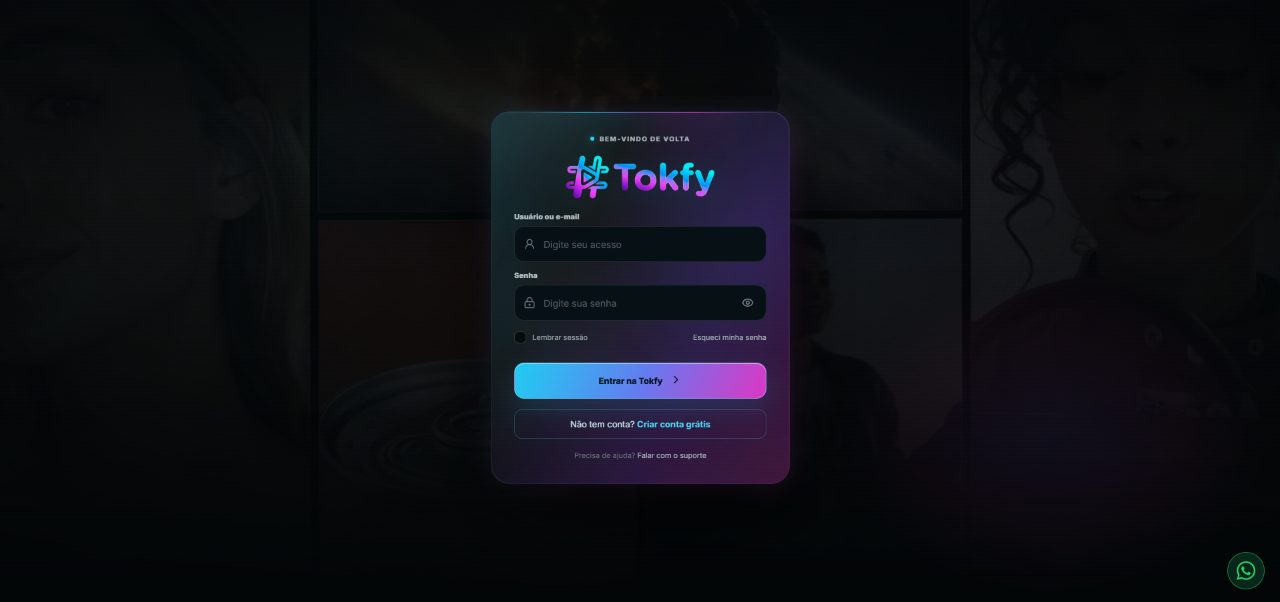 BEM-VINDO DE VOLTA
Tokfy
Usuário ou e-mail
Digite seu acesso
Senha
Digite sua senha
Lembrar sessão
Esqueci minha senha
Entrar na Tokfy
Não tem conta? Criar conta grátis
Precisa de ajuda? Falar com o suporte